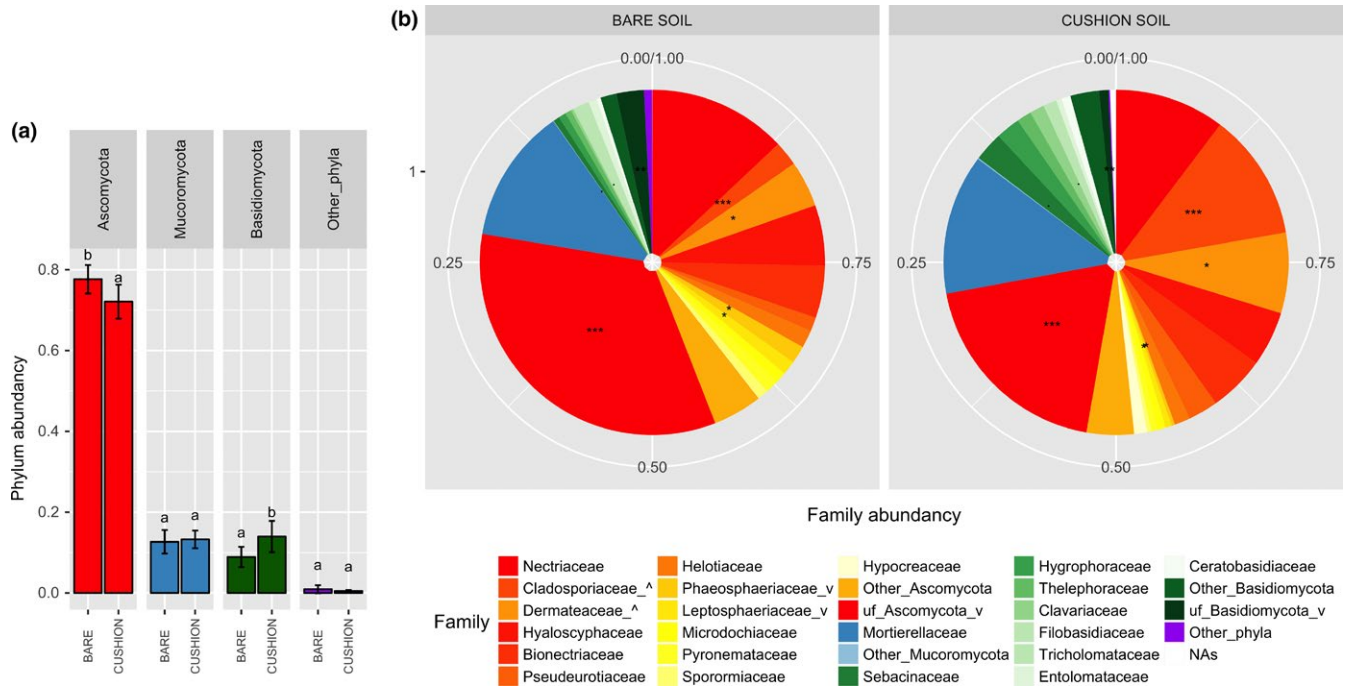 (a)
Ascomycota
Mucoromycota
Basidiomycota
Other_phyla
Phylum abundancy
0.8
0.6
0.4
0.2
0.0
b
a
a
a
a
b
a
a
BARE
CUSHION
BARE
CUSHION
BARE
CUSHION
BARE
CUSHION
(b)
BARE SOIL
CUSHION SOIL
1
0.00/1.00
0.75
0.50
0.25
***
*
*
*
***
**
.
.
0.00/1.00
0.75
0.50
0.25
***
*
**
***
**
.
.
Family abundancy
Family
Nectriaceae
Cladosporiaceae_^
Dermateaceae_^
Hyaloscyphaceae
Bionectriaceae
Pseudeurotiaceae
Helotiaceae
Phaeosphaeriaceae_v
Leptosphaeriaceae_v
Microdochiaceae
Pyronemataceae
Sporormiaceae
Hypocreaceae
Other_Ascomycota
uf_Ascomycota_v
Mortierellaceae
Other_Mucoromycota
Sebacinaceae
Hygrophoraceae
Thelephoraceae
Clavariaceae
Filobasidiaceae
Tricholomataceae
Entolomataceae
Ceratobasidiaceae
Other_Basidiomycota
uf_Basidiomycota_v
Other_phyla
NAs